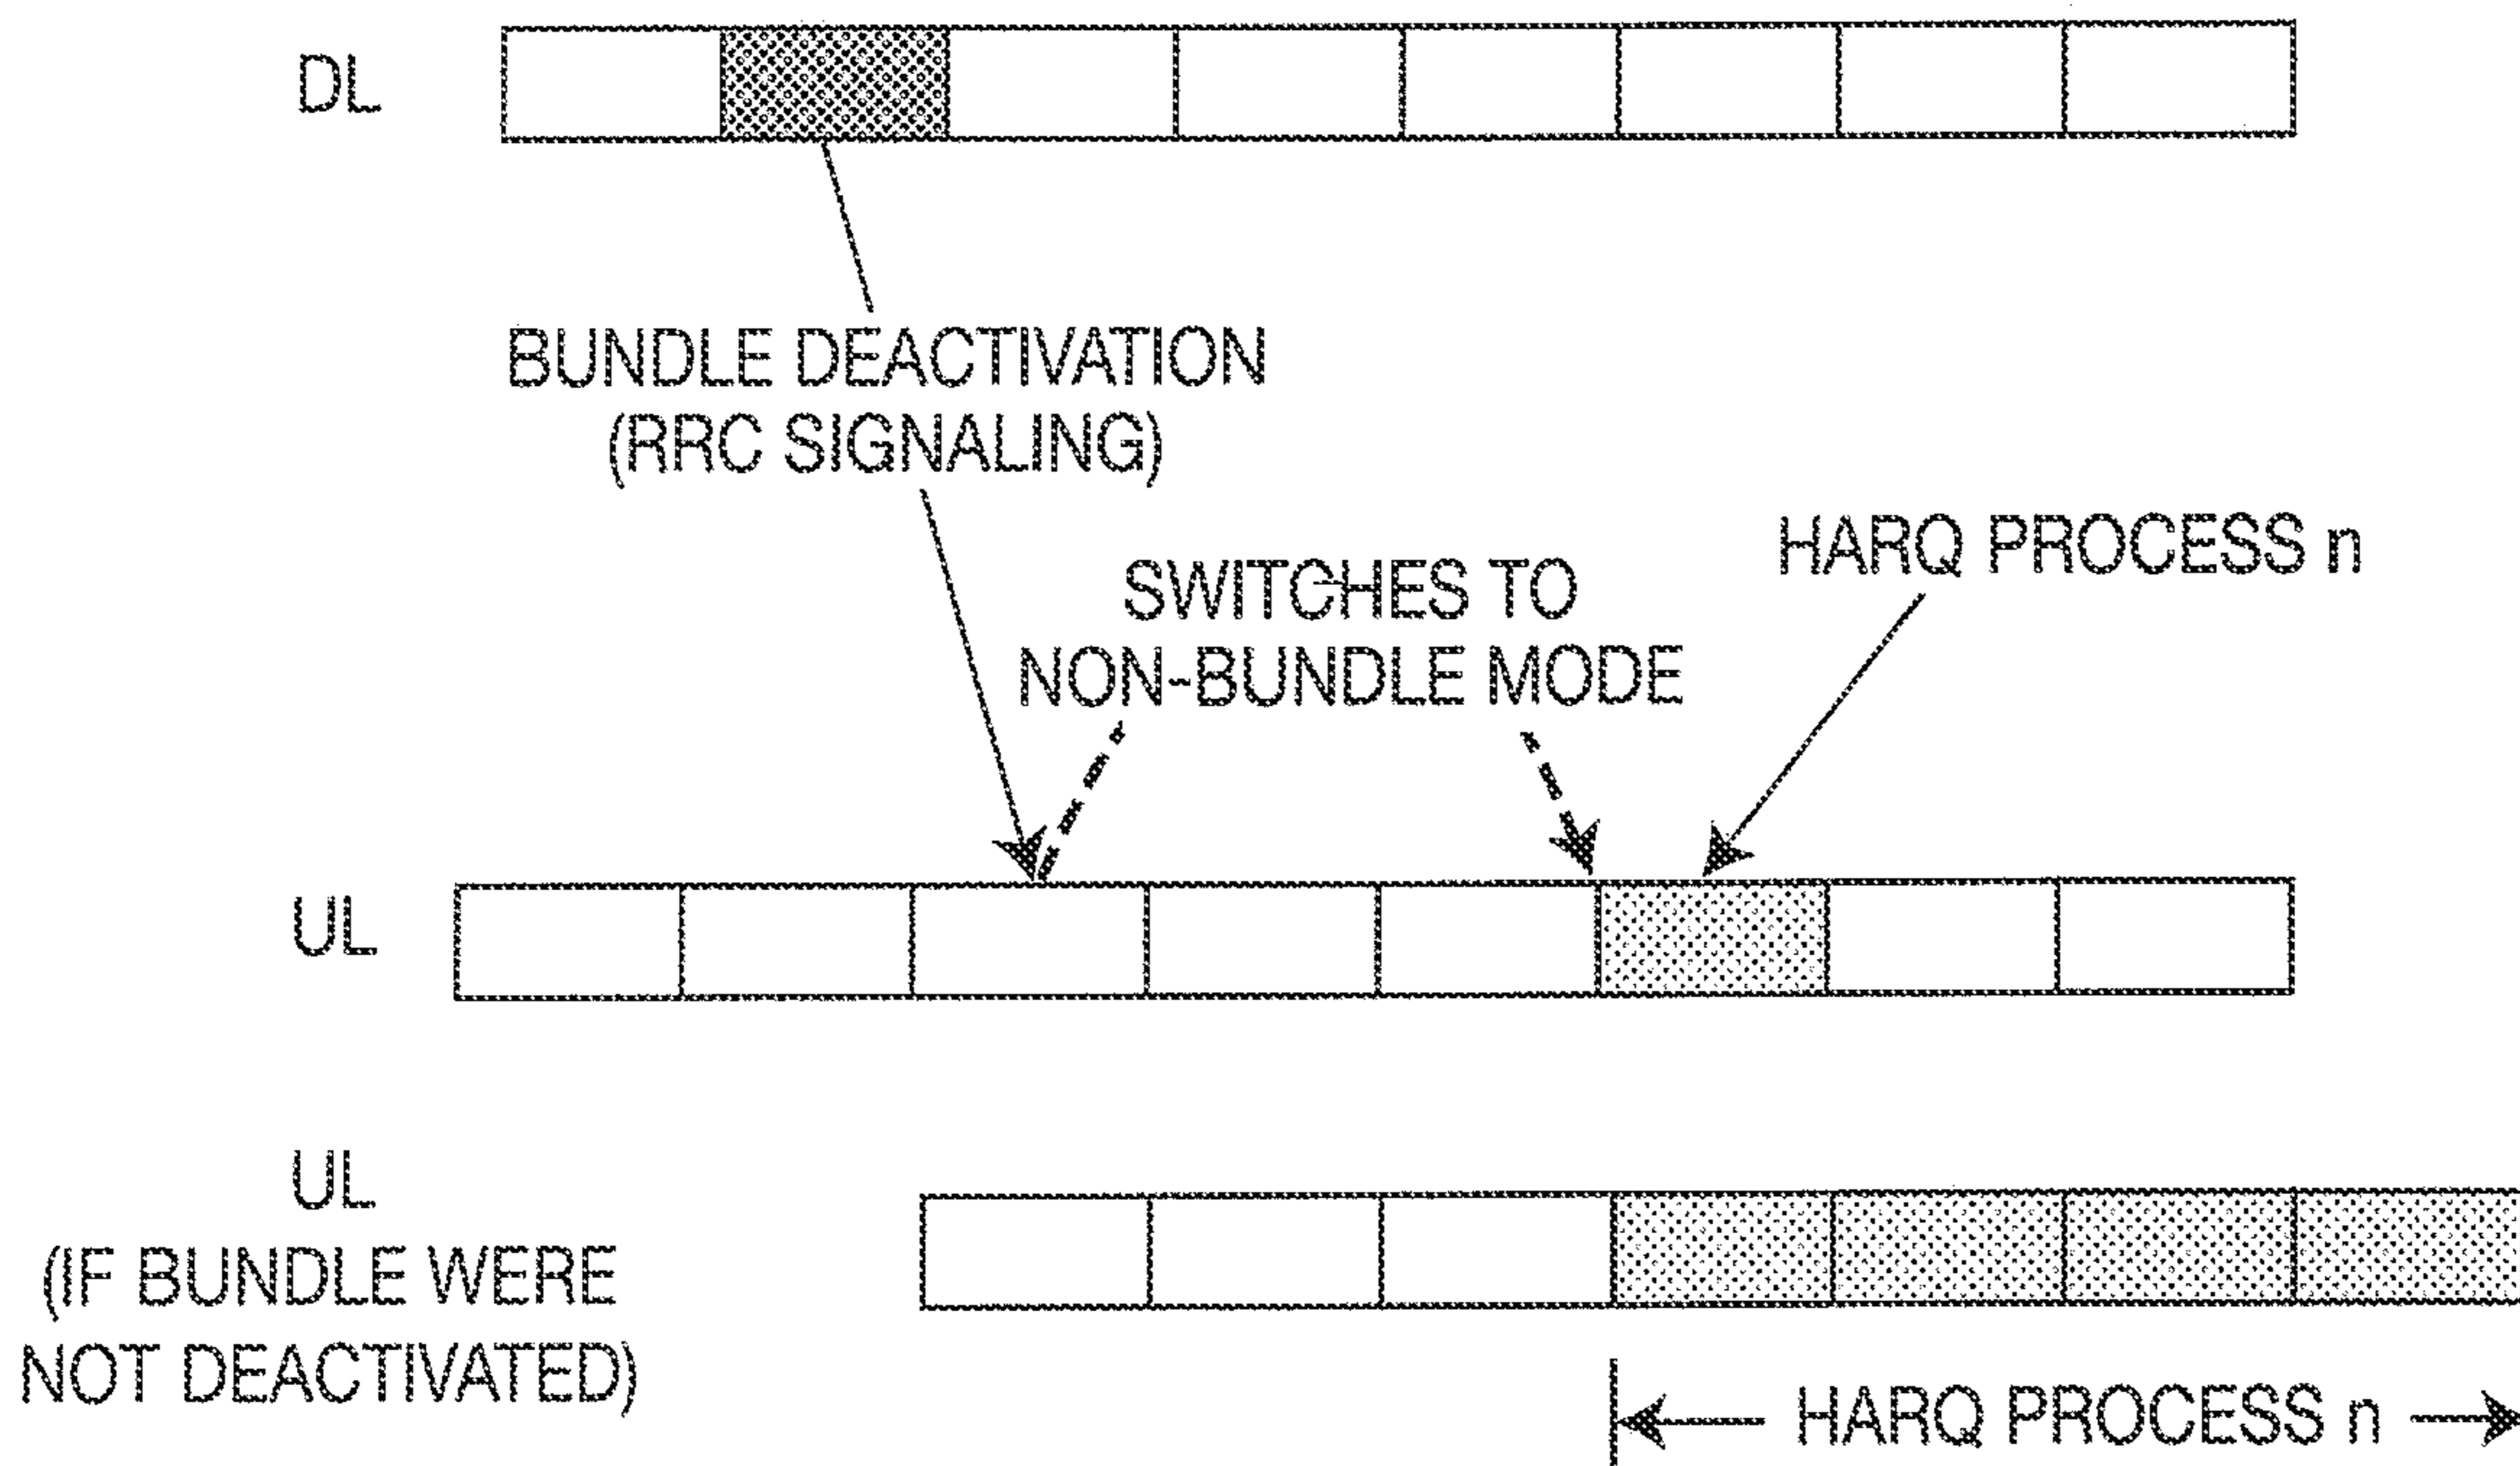 DL
BUNDLE DEACTIVATION
(RRC SIGNALING)
SWITCHES TO
NON-BUNDLE MODE
HARQ PROCESS n
UL
UL
(IF BUNDLE WERE
NOT DEACTIVATED)
HARQ PROCESS n